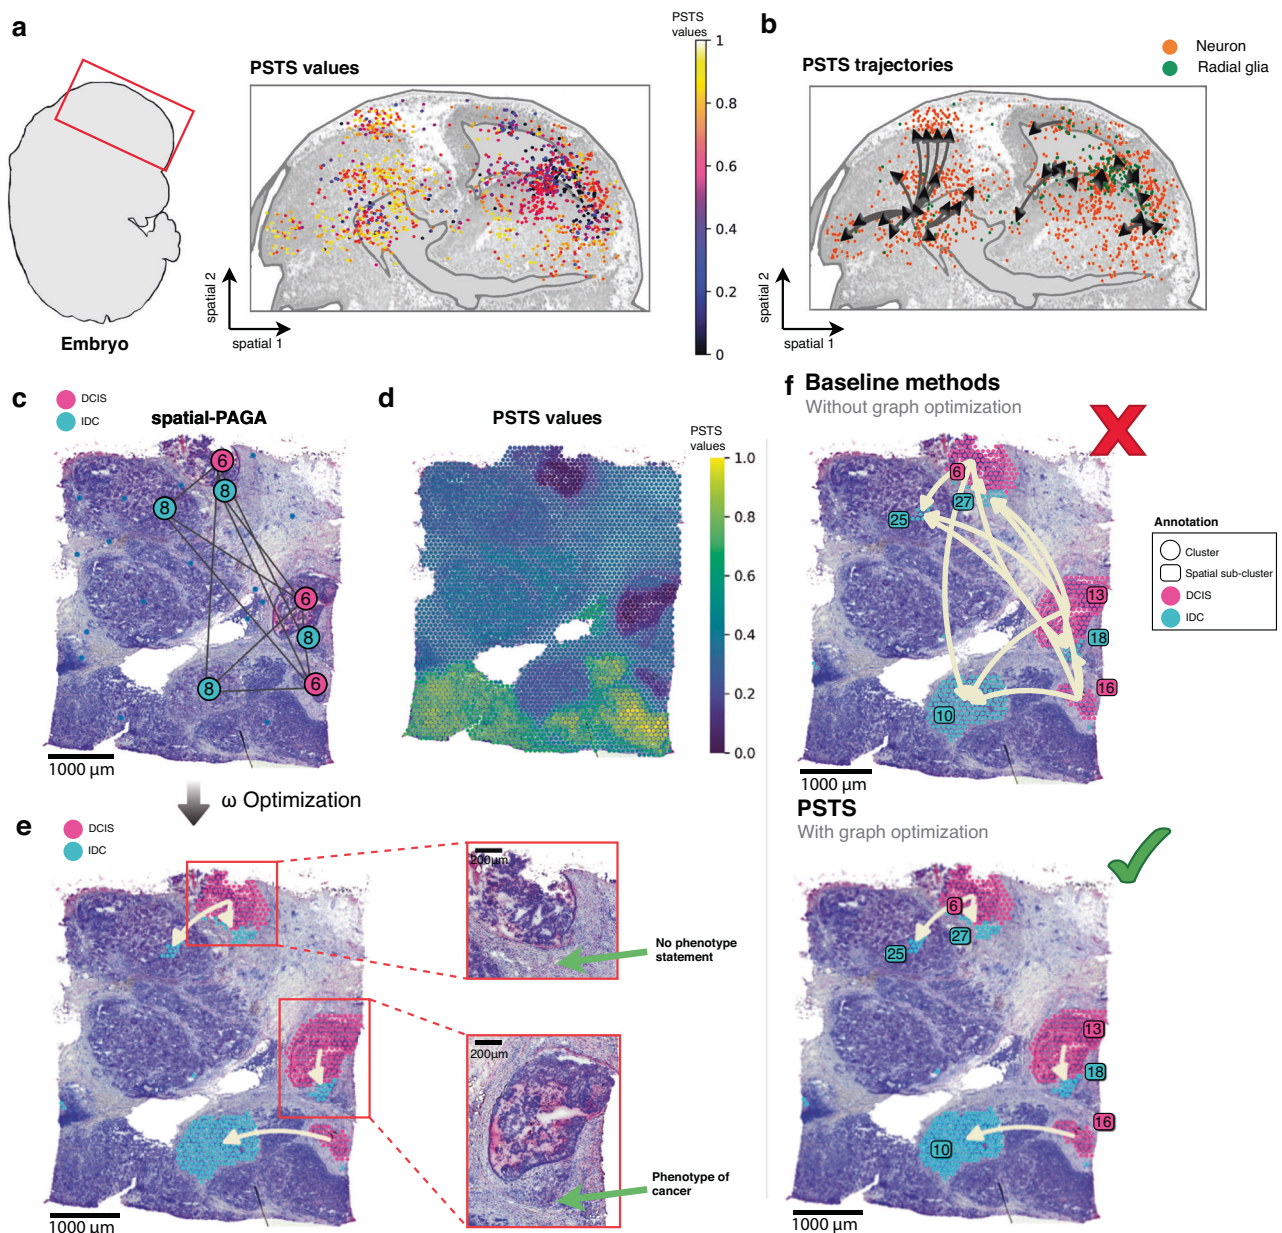 a
Embryo
PSTS values
PSTS
values
1
0.8
0.6
0.4
0.2
0
spatial 2
spatial 1
b
PSTS trajectories
Neuron
Radial glia
spatial 2
spatial 1
c
DCIS
IDC
spatial-PAGA
6
8
8
6
8
8
6
1000 µm
ω Optimization
d
PSTS values
PSTS
values
1.0
0.8
0.6
0.4
0.2
0.0
e
DCIS
IDC
1000 µm
200µm
No phenotype
statement
200µm
Phenotype of
cancer
f
Baseline methods
Without graph optimization
6
27
25
13
18
16
10
1000 µm
Annotation
Cluster
Spatial sub-cluster
DCIS
IDC
PSTS
With graph optimization
6
27
25
13
18
16
10
1000 µm